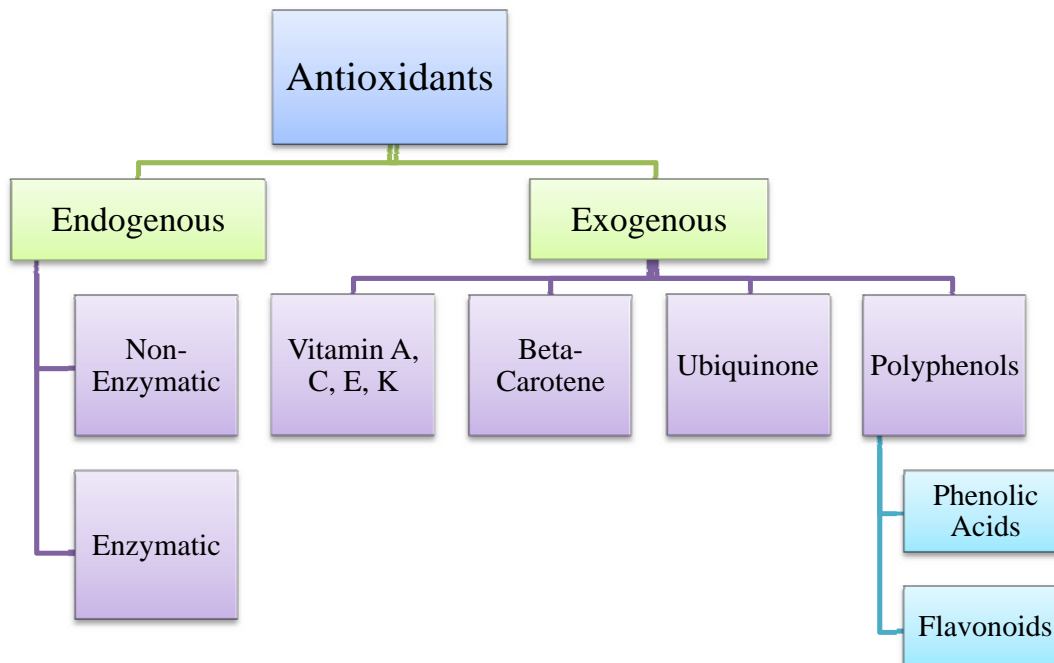 Antioxidants
Endogenous
Exogenous
Non-
Enzymatic
Vitamin A,
C, E, K
Beta-
Carotene
Ubiquinone
Polyphenols
Enzymatic
Phenolic
Acids
Flavonoids